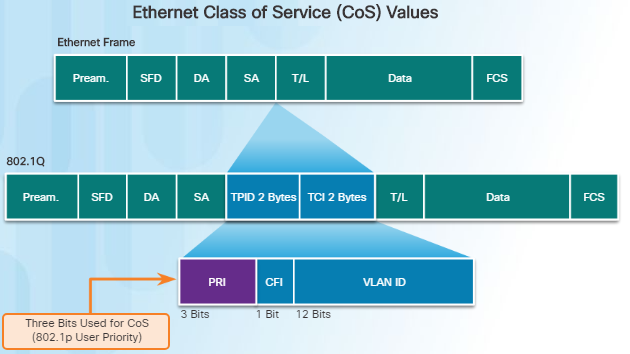 Ethernet Class of Service (CoS) Values
Ethernet Frame
Pream. SFD DA SA T/L Data FCS
802.1Q
Pream. SFD DA SA TPID 2 Bytes TCI 2 Bytes T/L Data FCS
PRI CFI VLAN ID
3 Bits 1 Bit 12 Bits
Three Bits Used for CoS
(802.1p User Priority)